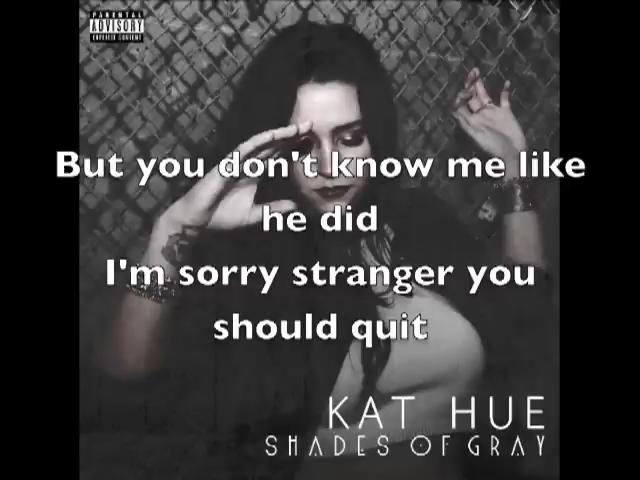 PARENTAL
ADVISORY
EXPLICIT CONTENT
But you don't know me like
he did
I'm sorry stranger you
should quit
KAT HUE
SHADES OF GRAY